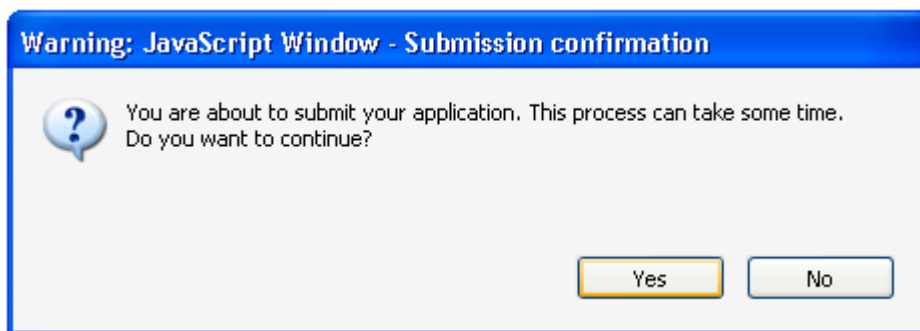 Warning: JavaScript Window - Submission confirmation
You are about to submit your application. This process can take some time.
Do you want to continue?
Yes
No